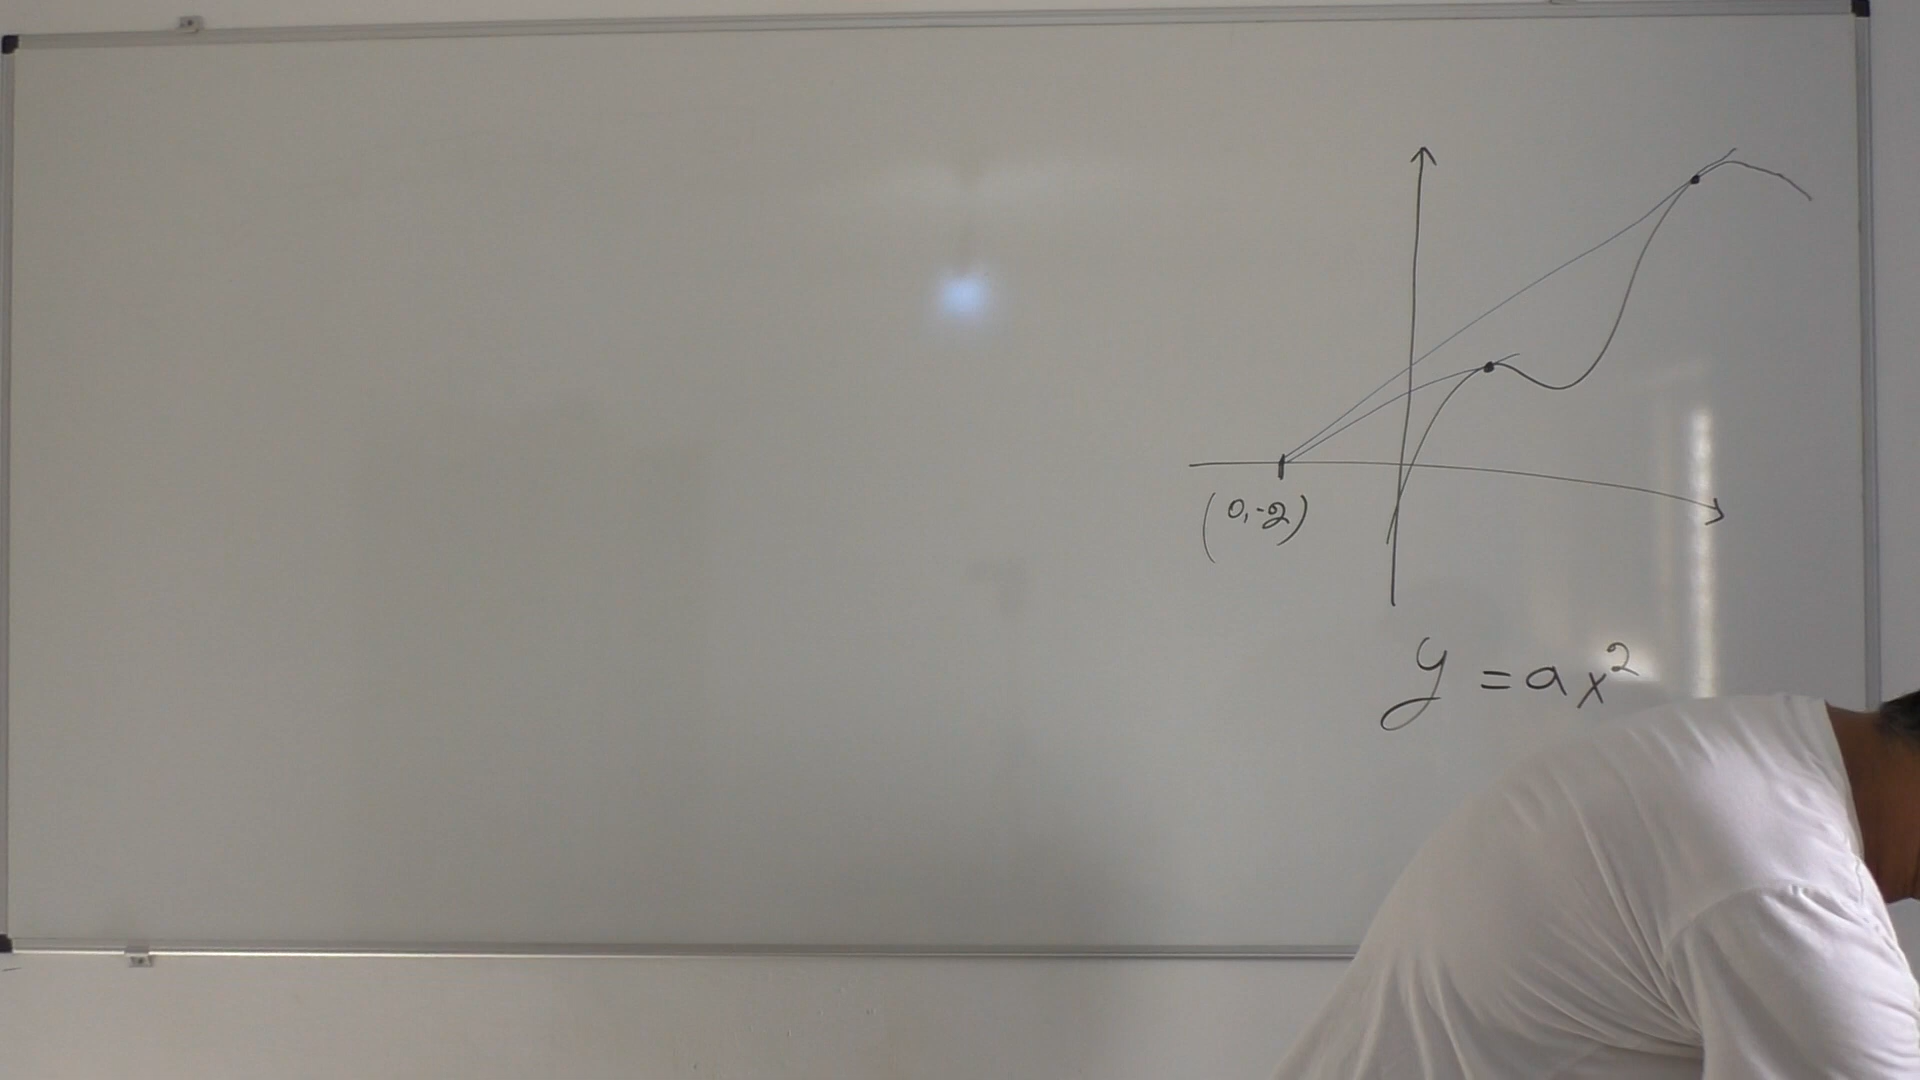 (0,-2)
y = ax²